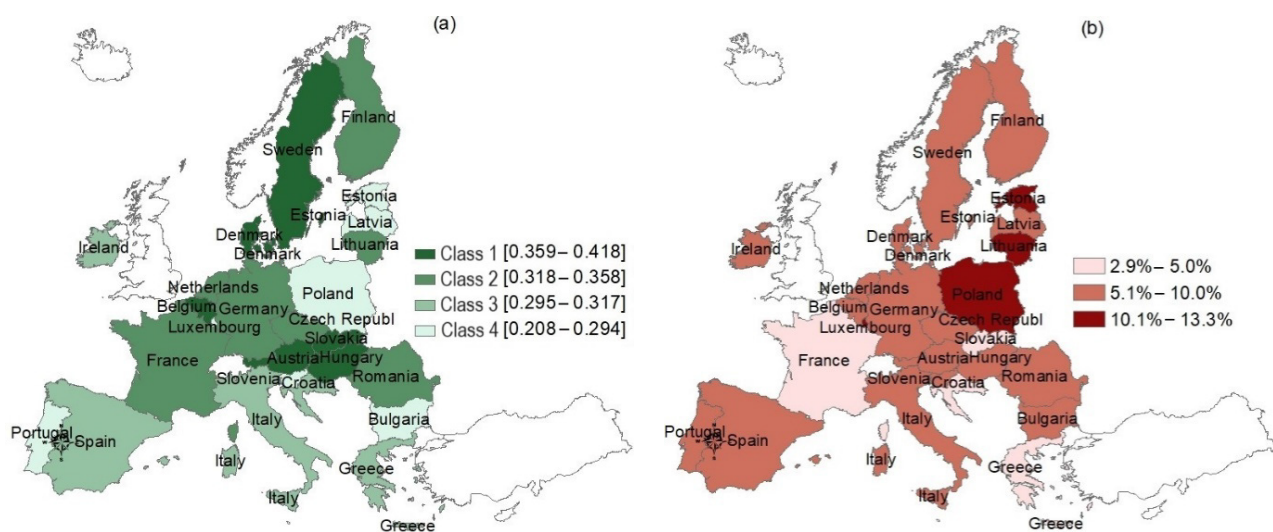 (a)
Finland
Sweden
Estonia
Estonia
Latvia
Denmark
Lithuania
Denmark
Ireland
Netherlands
Poland
Belgium
Germany
Czech Republ
Luxembourg
Slovakia
France
AustriaHungary
Slovenia
Romania
Croatia
Italy
Bulgaria
Portugal
Spain
Italy
Greece
Italy
Greece
Class 1 [0.359–0.418]
Class 2 [0.318–0.358]
Class 3 [0.295–0.317]
Class 4 [0.208–0.294]
(b)
Finland
Sweden
Estonia
Estonia
Latvia
Denmark
Lithuania
Denmark
Ireland
Netherlands
Poland
Belgium
Germany
Czech Republ
Luxembourg
Slovakia
France
AustriaHungary
Slovenia
Romania
Croatia
Italy
Bulgaria
Portugal
Spain
Italy
Greece
Italy
Greece
2.9%–5.0%
5.1%–10.0%
10.1%–13.3%